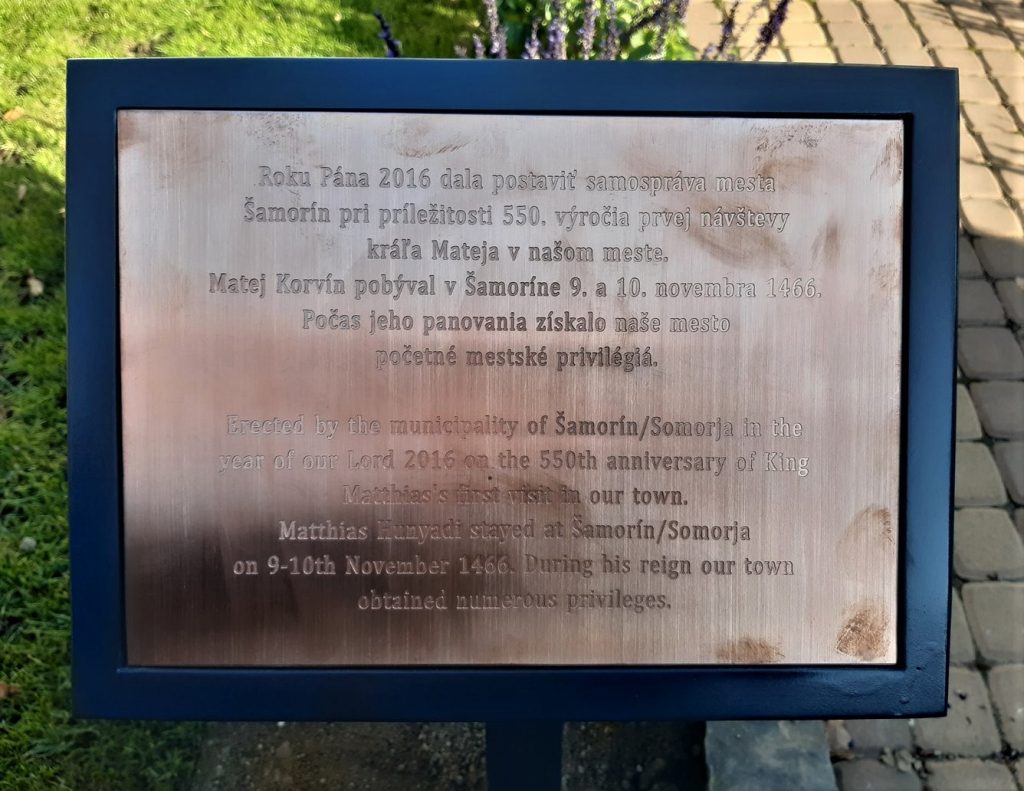 Roku Pána 2016 dala postaviť samospráva mesta
Šamorín pri príležitosti 550. výročia prvej návštevy
kráľa Mateja v našom meste.
Matej Korvín pobýval v Šamoríne 9. a 10. novembra 1466.
Počas jeho panovania získalo naše mesto
početné mestské privilégiá.
Erected by the municipality of Šamorín/Somorja in the
year of our Lord 2016 on the 550th anniversary of King
Matthias's first visit in our town.
Matthias Hunyadi stayed at Šamorín/Somorja
on 9-10th November 1466. During his reign our town
obtained numerous privileges.